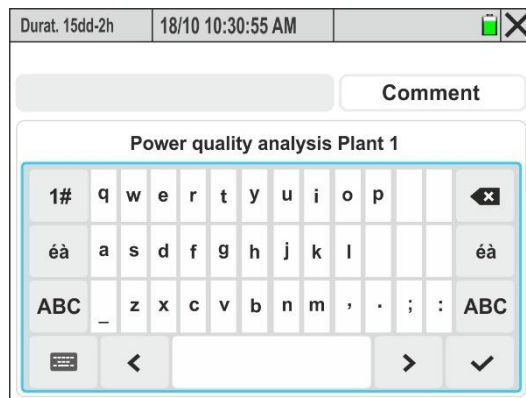 Durat. 15dd-2h 18/10 10:30:55 AM
Comment
Power quality analysis Plant 1
1# q w e r t y u i o p
éà a s d f g h j k l éà
ABC _ z x c v b n m , . ; : ABC
< >